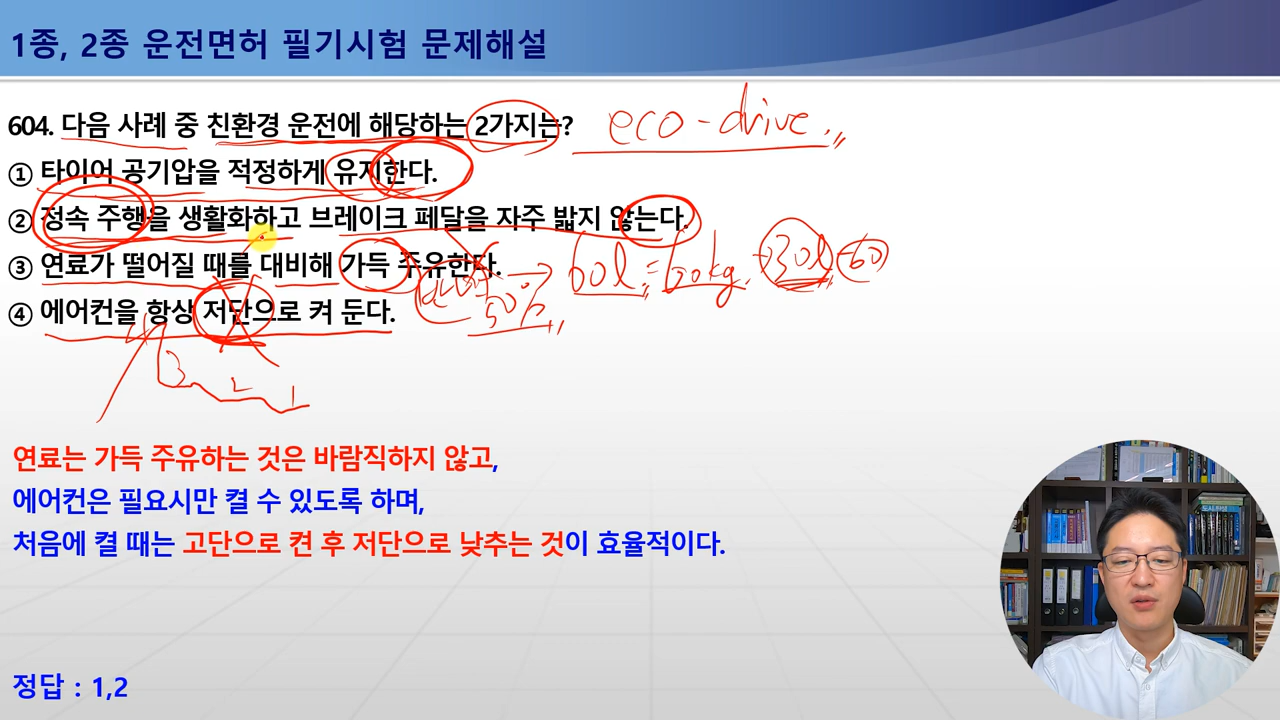 1종, 2종 운전면허 필기시험 문제해설
604. 다음 사례 중 친환경 운전에 해당하는 2가지는?
eco-drive.
① 타이어 공기압을 적정하게 유지한다.
② 정속 주행을 생활화하고 브레이크 페달을 자주 밟지 않는다.
③ 연료가 떨어질 때를 대비해 가득 주유한다.
50% → 60l = 60kg. 30l 60
④ 에어컨을 항상 저단으로 켜 둔다.
4 3 2 1
연료는 가득 주유하는 것은 바람직하지 않고,
에어컨은 필요시만 켤 수 있도록 하며,
처음에 켤 때는 고단으로 켠 후 저단으로 낮추는 것이 효율적이다.
정답 : 1,2